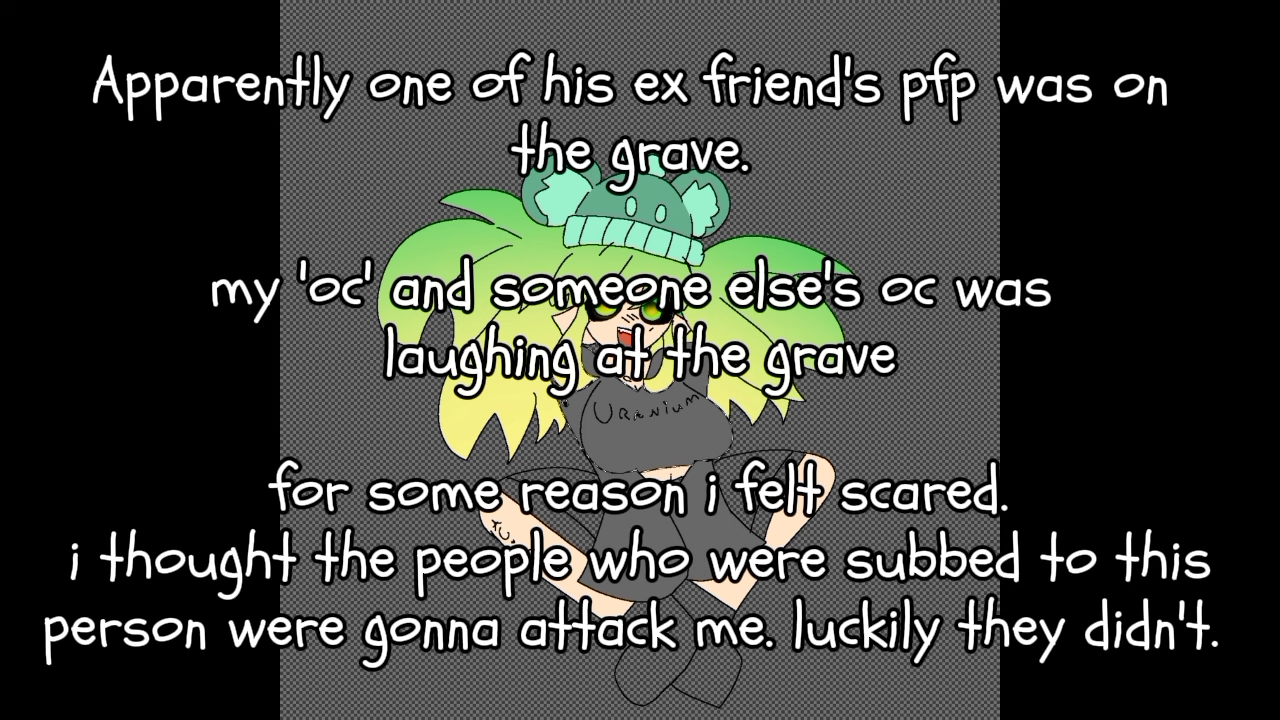 Apparently one of his ex friend's pfp was on
the grave.
my 'oc' and someone else's oc was
laughing at the grave
URANIUM
for some reason i felt scared.
i thought the people who were subbed to this
person were gonna attack me. luckily they didn't.